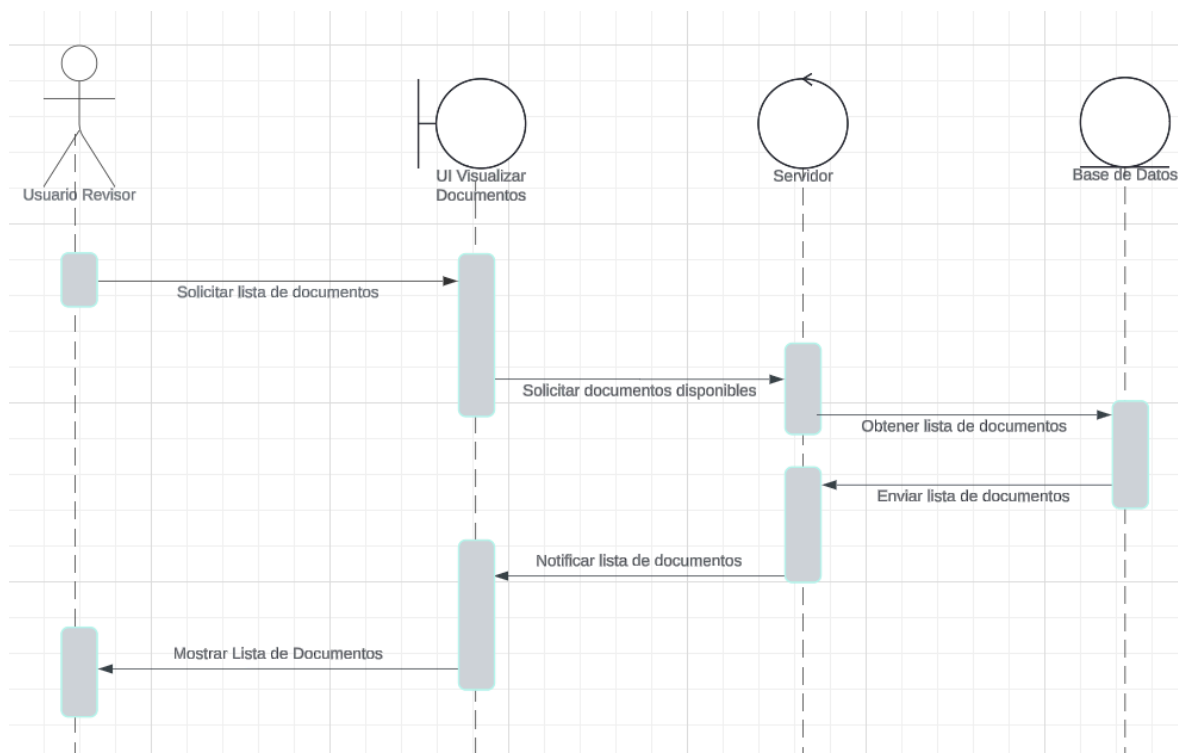 Usuario Revisor
UI Visualizar
Documentos
Servidor
Base de Datos
Solicitar lista de documentos
Solicitar documentos disponibles
Obtener lista de documentos
Enviar lista de documentos
Notificar lista de documentos
Mostrar Lista de Documentos